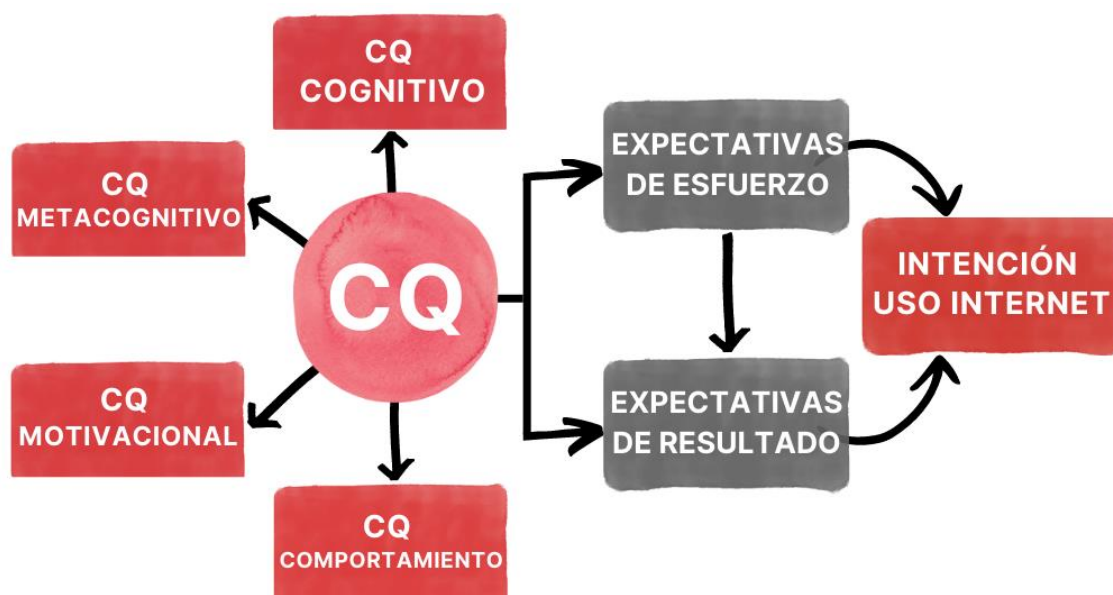 CQ
COGNITIVO
CQ
METACOGNITIVO
CQ
CQ
MOTIVACIONAL
CQ
COMPORTAMIENTO
EXPECTATIVAS
DE ESFUERZO
EXPECTATIVAS
DE RESULTADO
INTENCIÓN
USO INTERNET